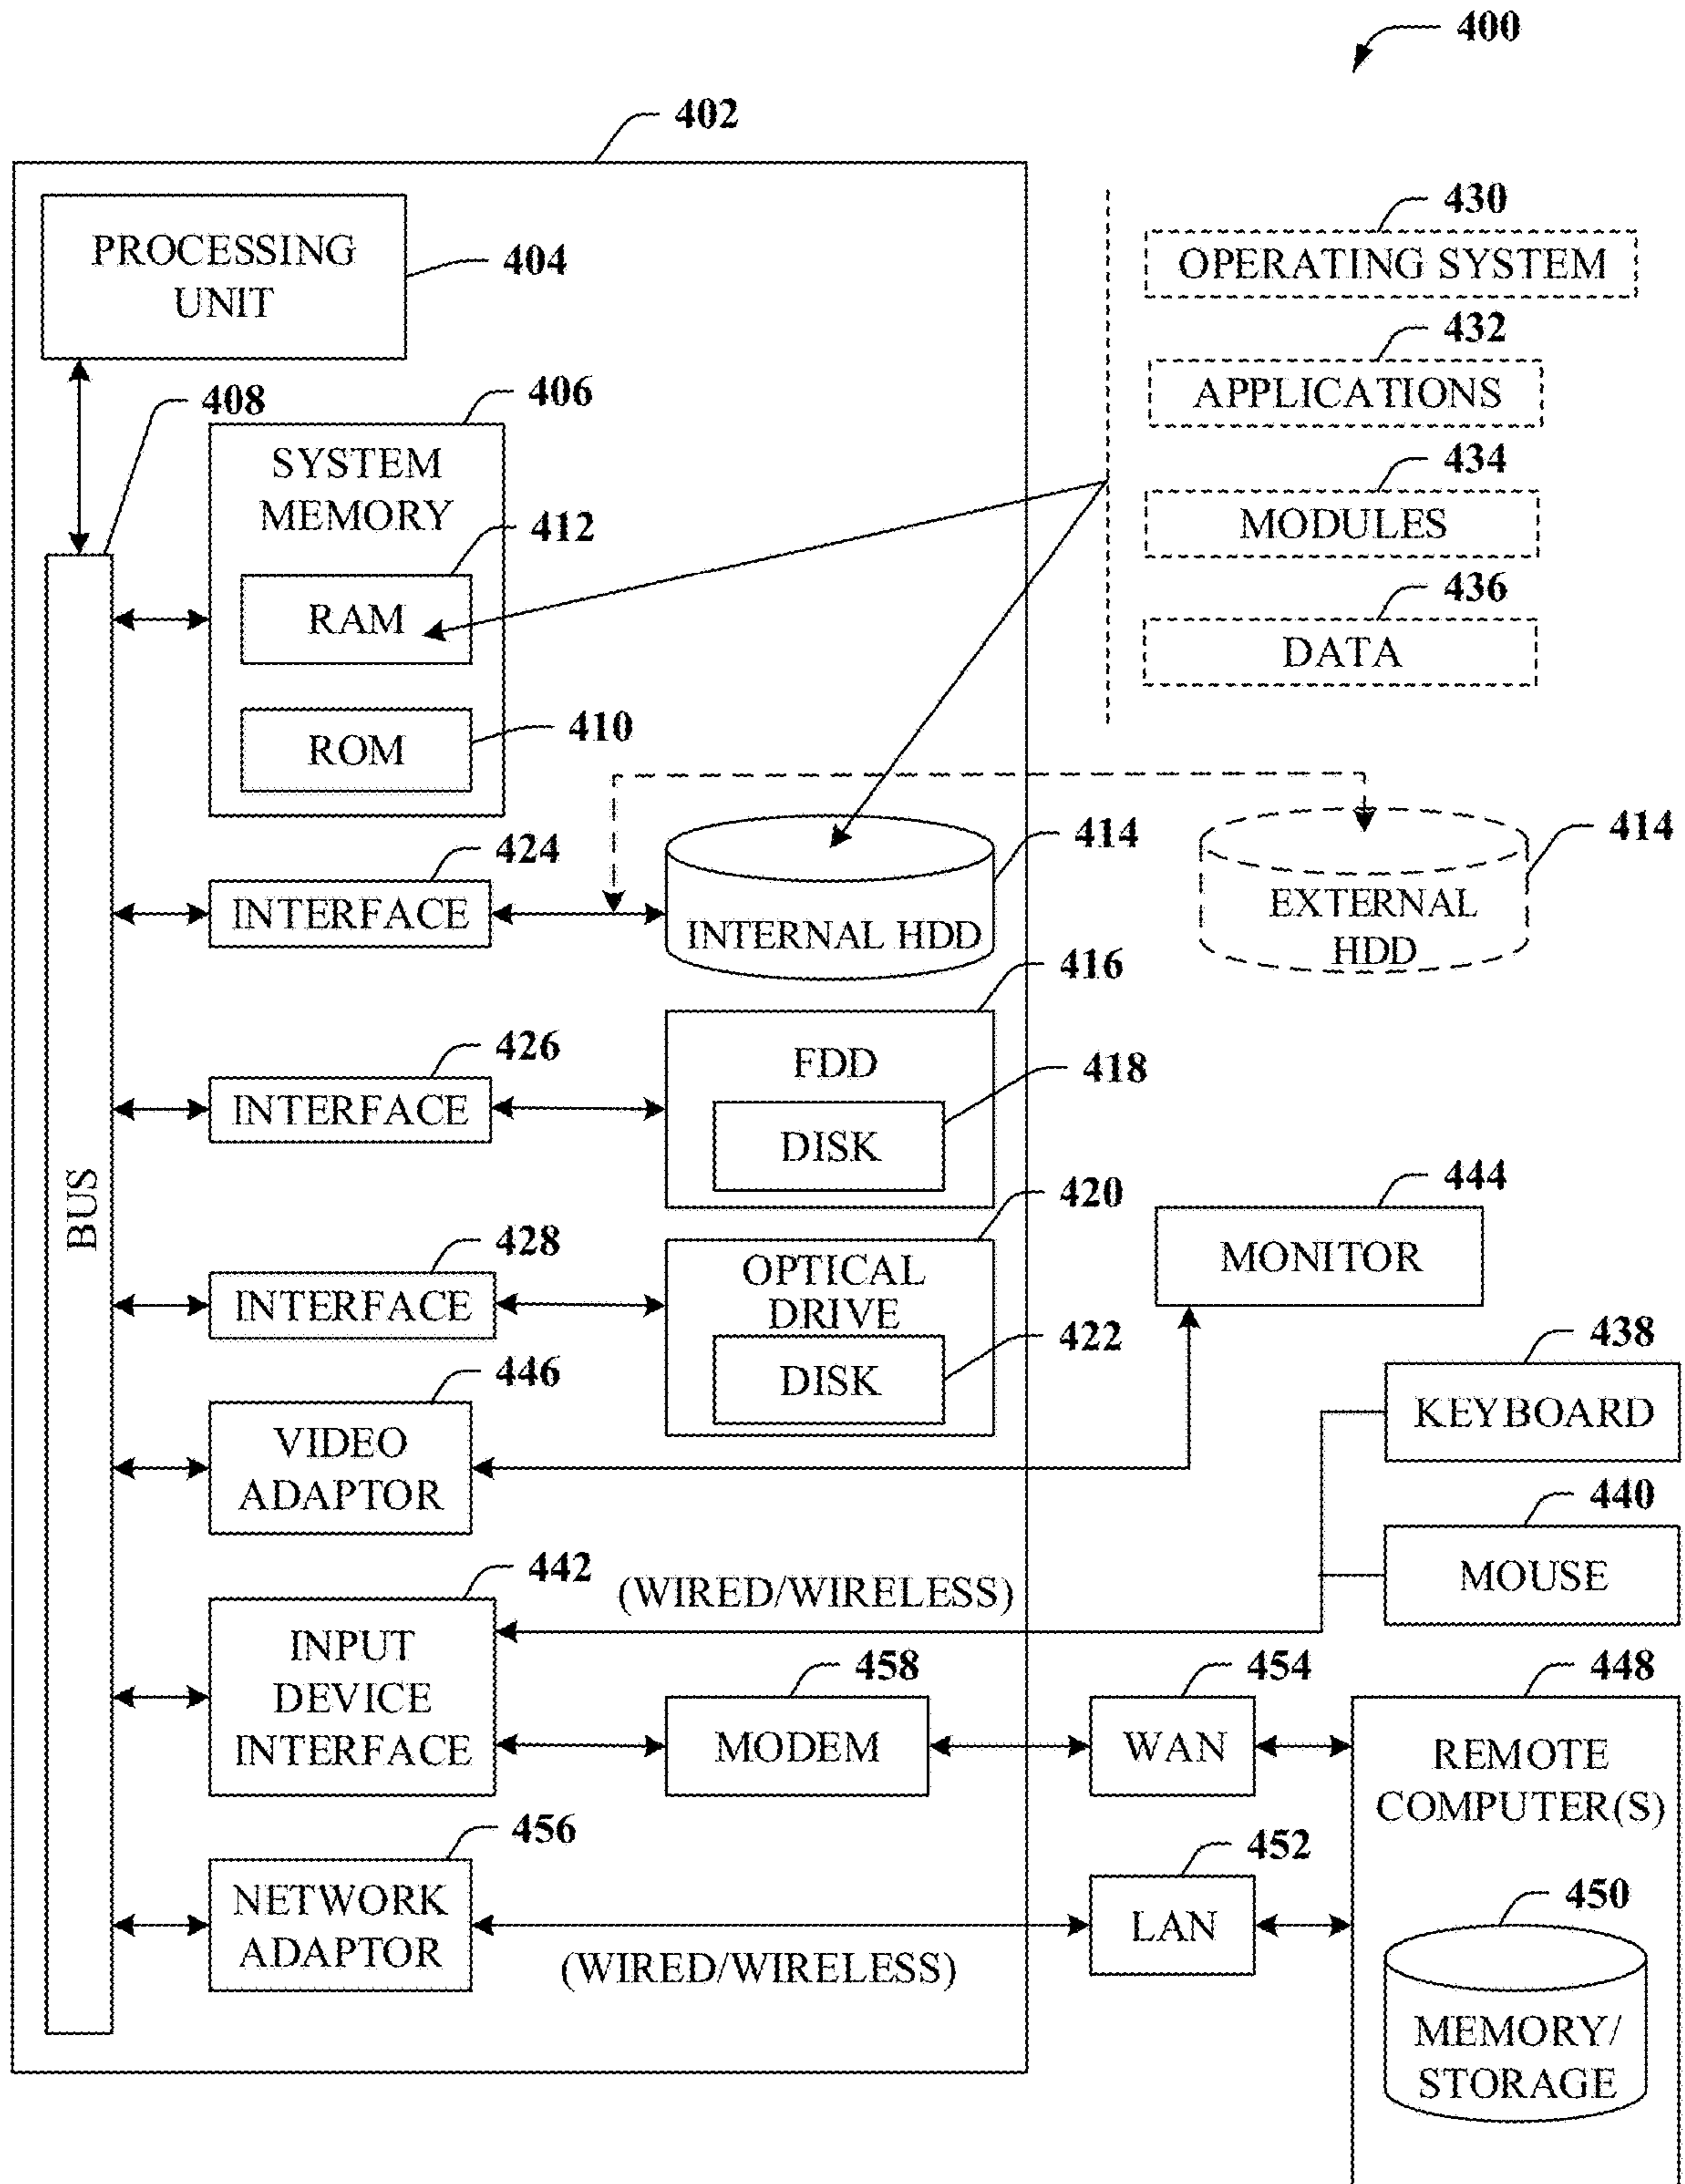 400
402
PROCESSING
UNIT
404
430
OPERATING SYSTEM
432
APPLICATIONS
434
MODULES
436
DATA
408
406
SYSTEM
MEMORY
412
RAM
410
ROM
424
INTERFACE
414
INTERNAL HDD
414
EXTERNAL
HDD
416
FDD
426
INTERFACE
418
DISK
BUS
420
OPTICAL
DRIVE
428
INTERFACE
422
DISK
444
MONITOR
438
KEYBOARD
446
VIDEO
ADAPTOR
440
MOUSE
442
(WIRED/WIRELESS)
INPUT
DEVICE
INTERFACE
458
MODEM
454
WAN
448
REMOTE
COMPUTER(S)
456
NETWORK
ADAPTOR
(WIRED/WIRELESS)
452
LAN
450
MEMORY/
STORAGE